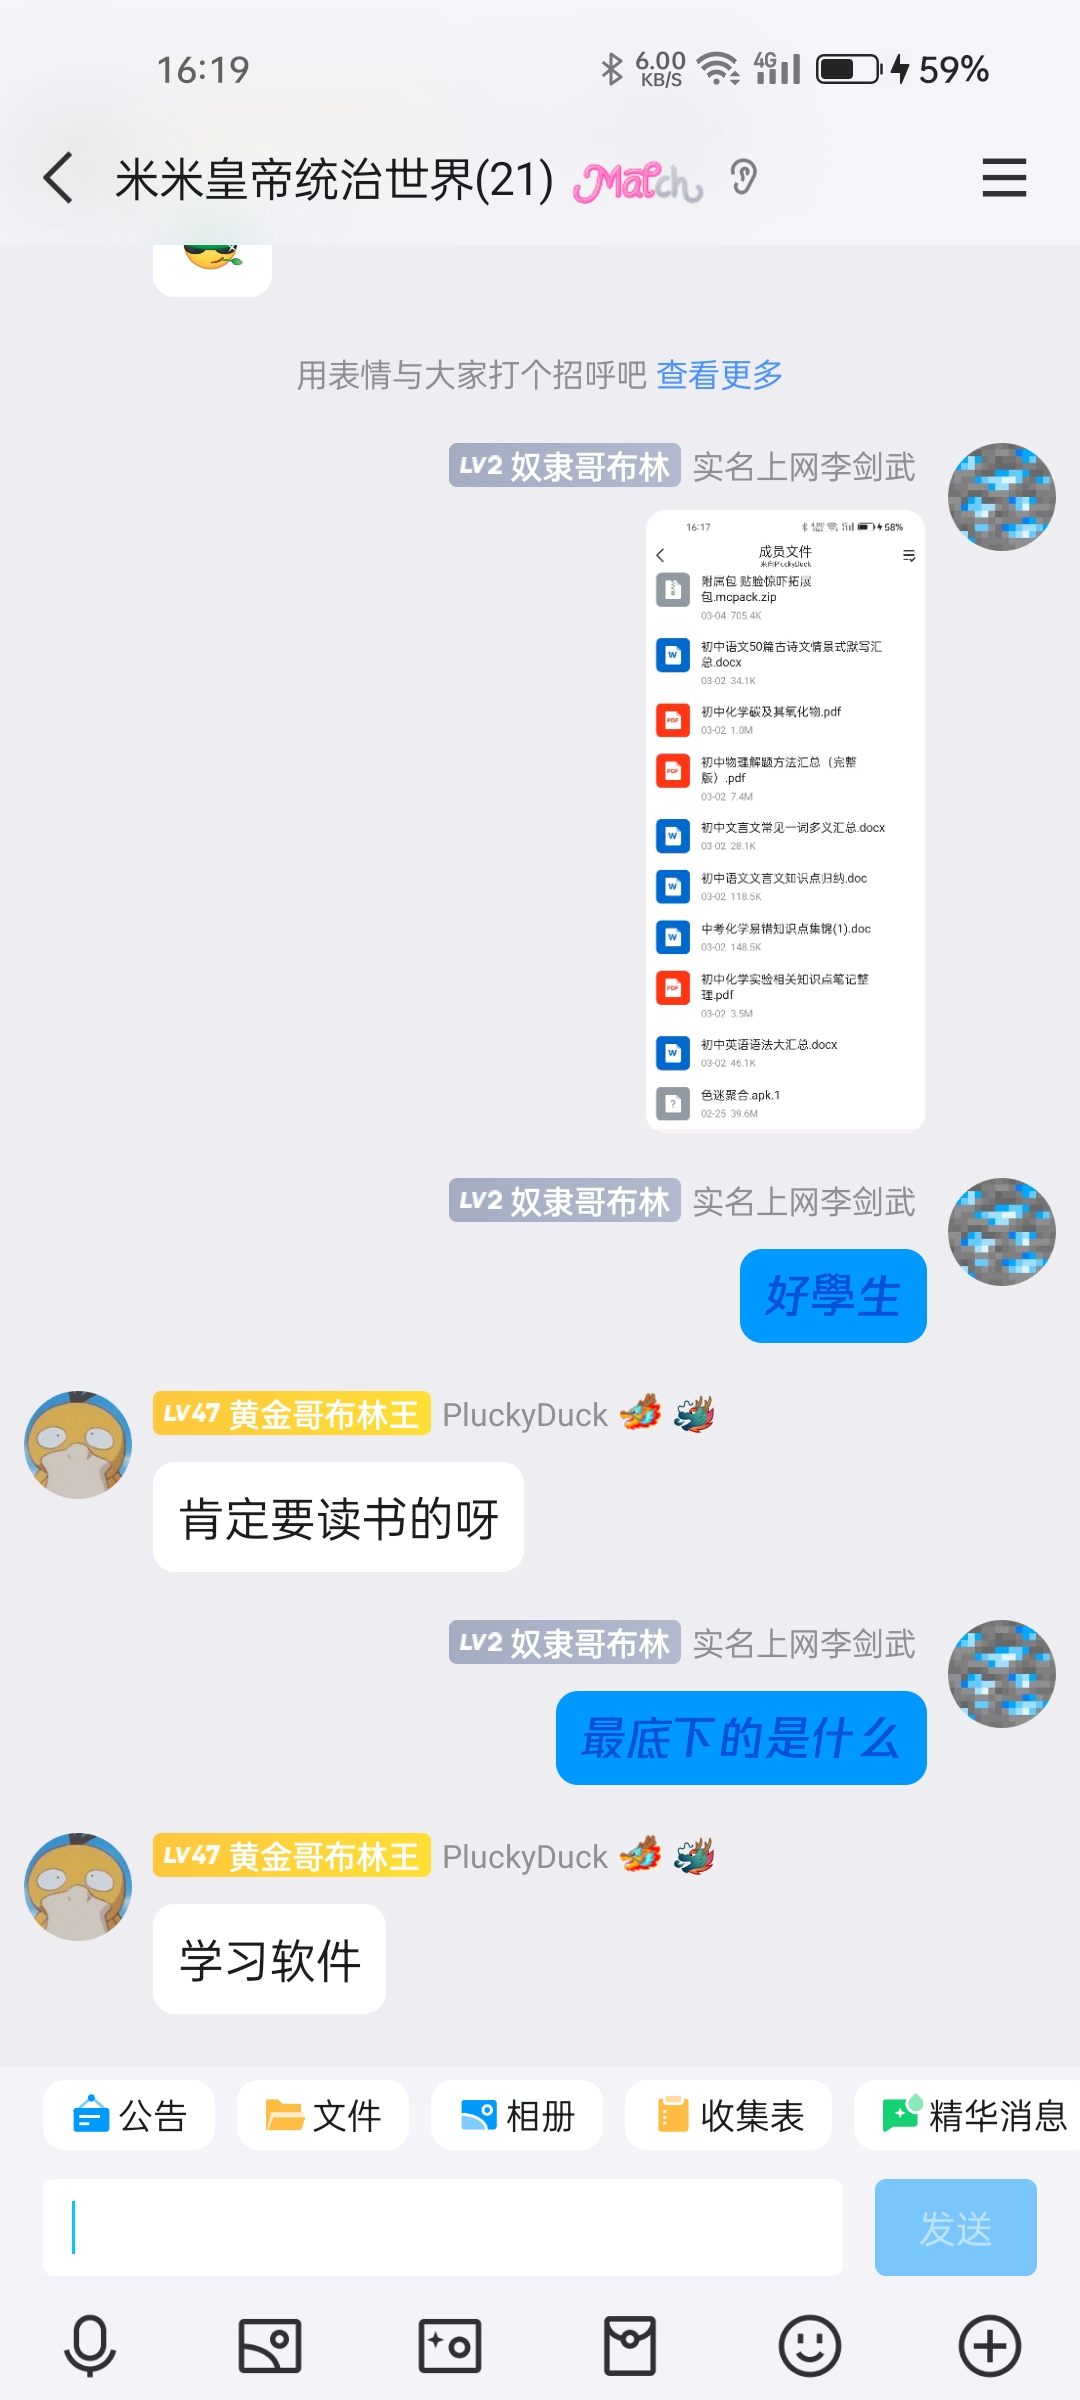 16:19
6.00 KB/S
4G
59%
米米皇帝统治世界(21) Match
用表情与大家打个招呼吧 查看更多
LV2 奴隶哥布林 实名上网李剑武
16:17
58%
成员文件
来自PluckyDuck
附属包 贴脸惊吓拓展
包.mcpack.zip
03-04 705.4K
初中语文50篇古诗文情景式默写汇
总.docx
03-02 34.1K
初中化学碳及其氧化物.pdf
03-02 1.0M
初中物理解题方法汇总（完整
版）.pdf
03-02 7.4M
初中文言文常见一词多义汇总.docx
03-02 28.1K
初中语文文言文知识点归纳.doc
03-02 118.5K
中考化学易错知识点集锦(1).doc
03-02 148.5K
初中化学实验相关知识点笔记整
理.pdf
03-02 3.5M
初中英语语法大汇总.docx
03-02 46.1K
色迷聚合.apk.1
02-25 39.6M
LV2 奴隶哥布林 实名上网李剑武
好學生
LV47 黄金哥布林王 PluckyDuck
肯定要读书的呀
LV2 奴隶哥布林 实名上网李剑武
最底下的是什么
LV47 黄金哥布林王 PluckyDuck
学习软件
公告 文件 相册 收集表 精华消息
发送